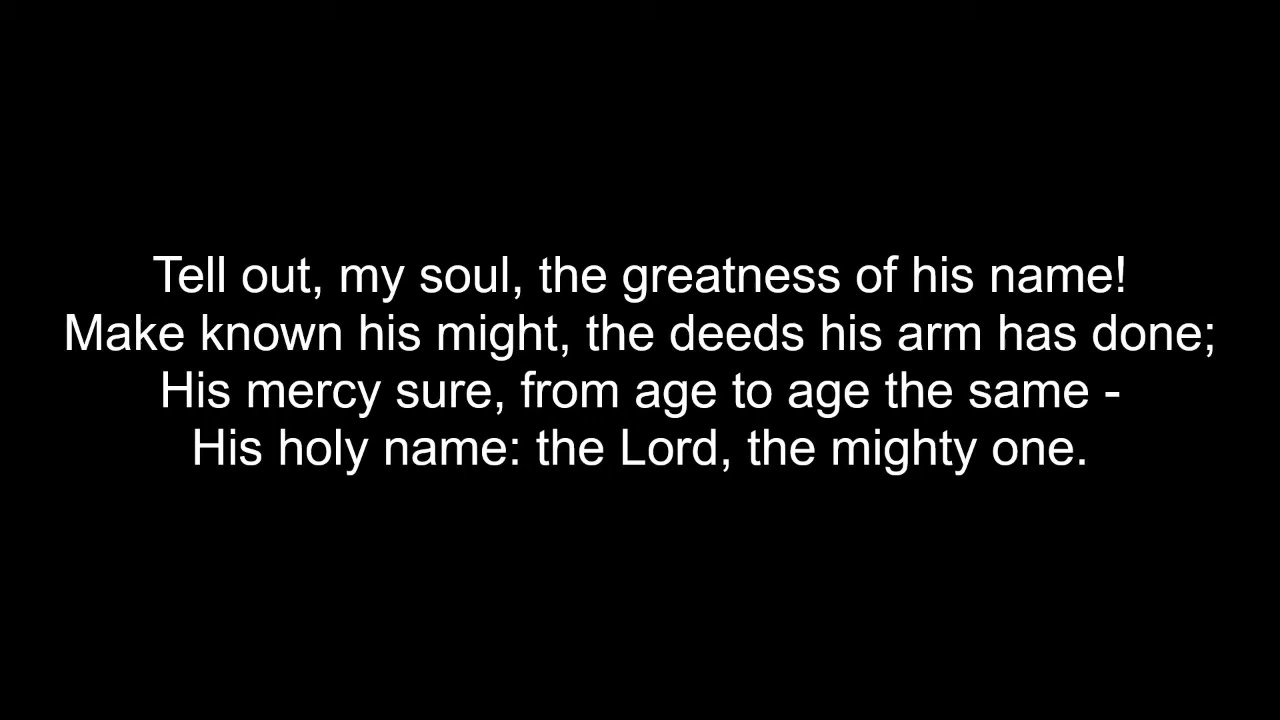 Tell out, my soul, the greatness of his name!
Make known his might, the deeds his arm has done;
His mercy sure, from age to age the same -
His holy name: the Lord, the mighty one.